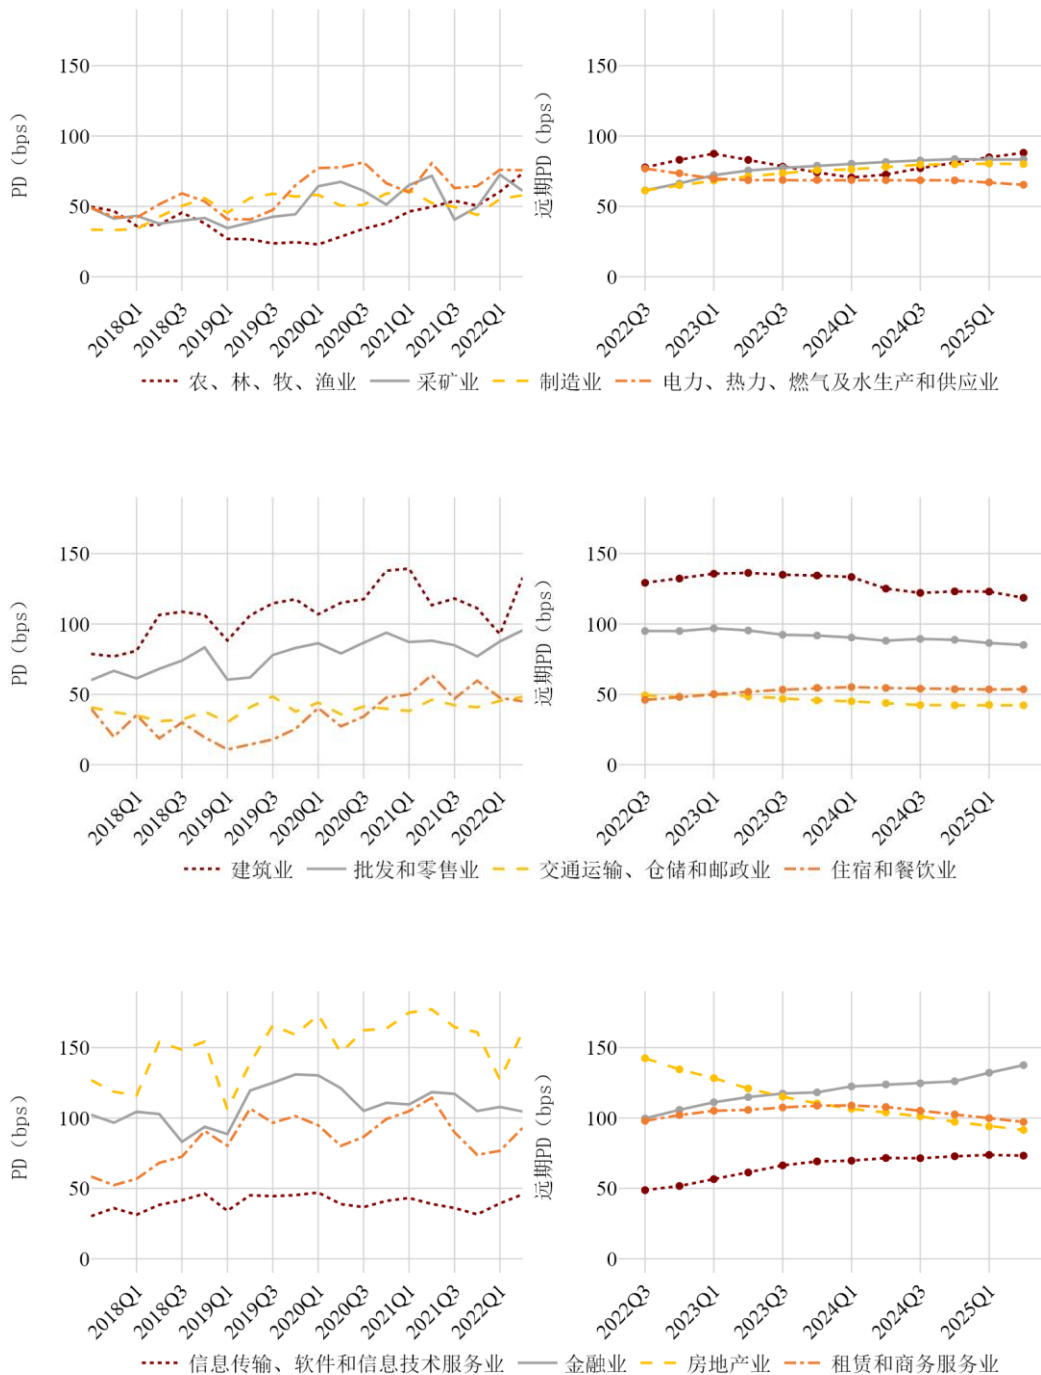 PD（bps）
150
100
50
0
2018Q1 2018Q3 2019Q1 2019Q3 2020Q1 2020Q3 2021Q1 2021Q3 2022Q1
远期PD（bps）
150
100
50
0
2022Q3 2023Q1 2023Q3 2024Q1 2024Q3 2025Q1
农、林、牧、渔业 采矿业 制造业 电力、热力、燃气及水生产和供应业
PD（bps）
150
100
50
0
2018Q1 2018Q3 2019Q1 2019Q3 2020Q1 2020Q3 2021Q1 2021Q3 2022Q1
远期PD（bps）
150
100
50
0
2022Q3 2023Q1 2023Q3 2024Q1 2024Q3 2025Q1
建筑业 批发和零售业 交通运输、仓储和邮政业 住宿和餐饮业
PD（bps）
150
100
50
0
2018Q1 2018Q3 2019Q1 2019Q3 2020Q1 2020Q3 2021Q1 2021Q3 2022Q1
远期PD（bps）
150
100
50
0
2022Q3 2023Q1 2023Q3 2024Q1 2024Q3 2025Q1
信息传输、软件和信息技术服务业 金融业 房地产业 租赁和商务服务业